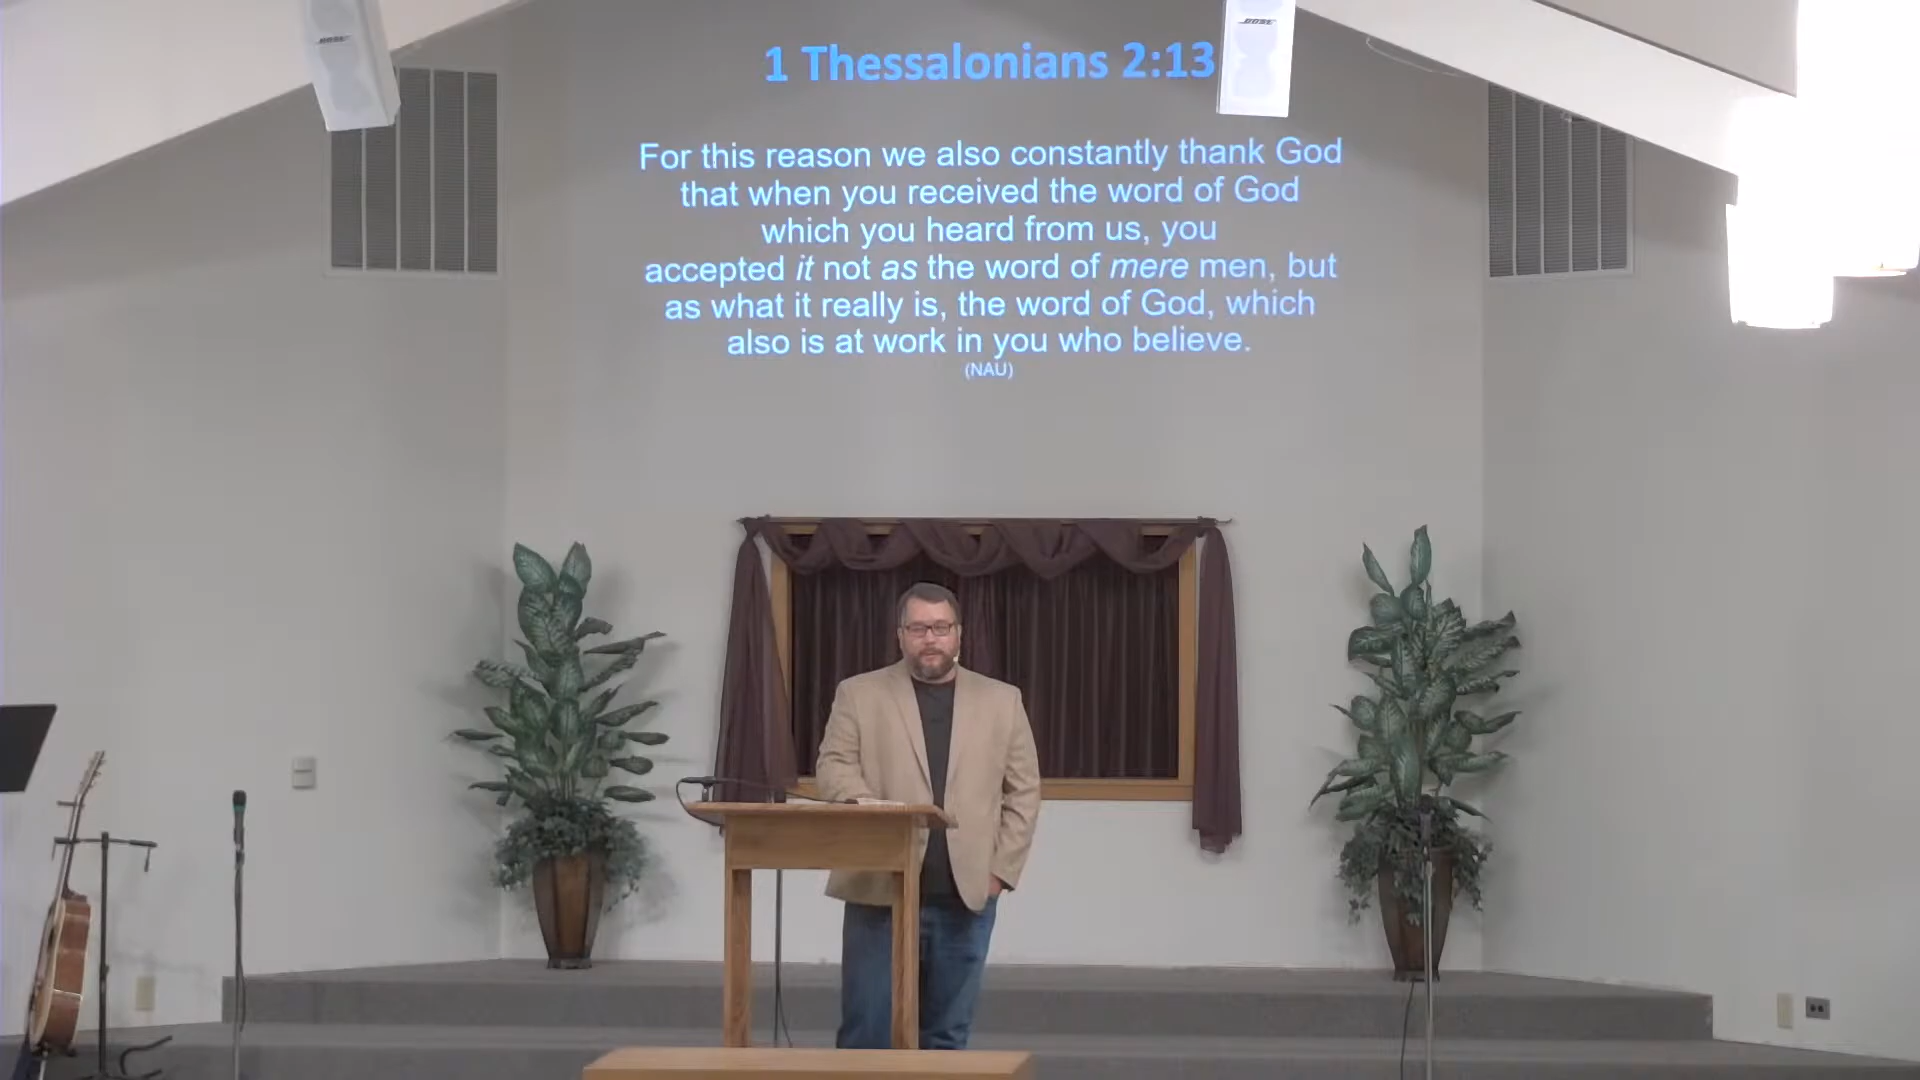 BOSE
BOSE
1 Thessalonians 2:13
For this reason we also constantly thank God
that when you received the word of God
which you heard from us, you
accepted it not as the word of mere men, but
as what it really is, the word of God, which
also is at work in you who believe.
(NAU)